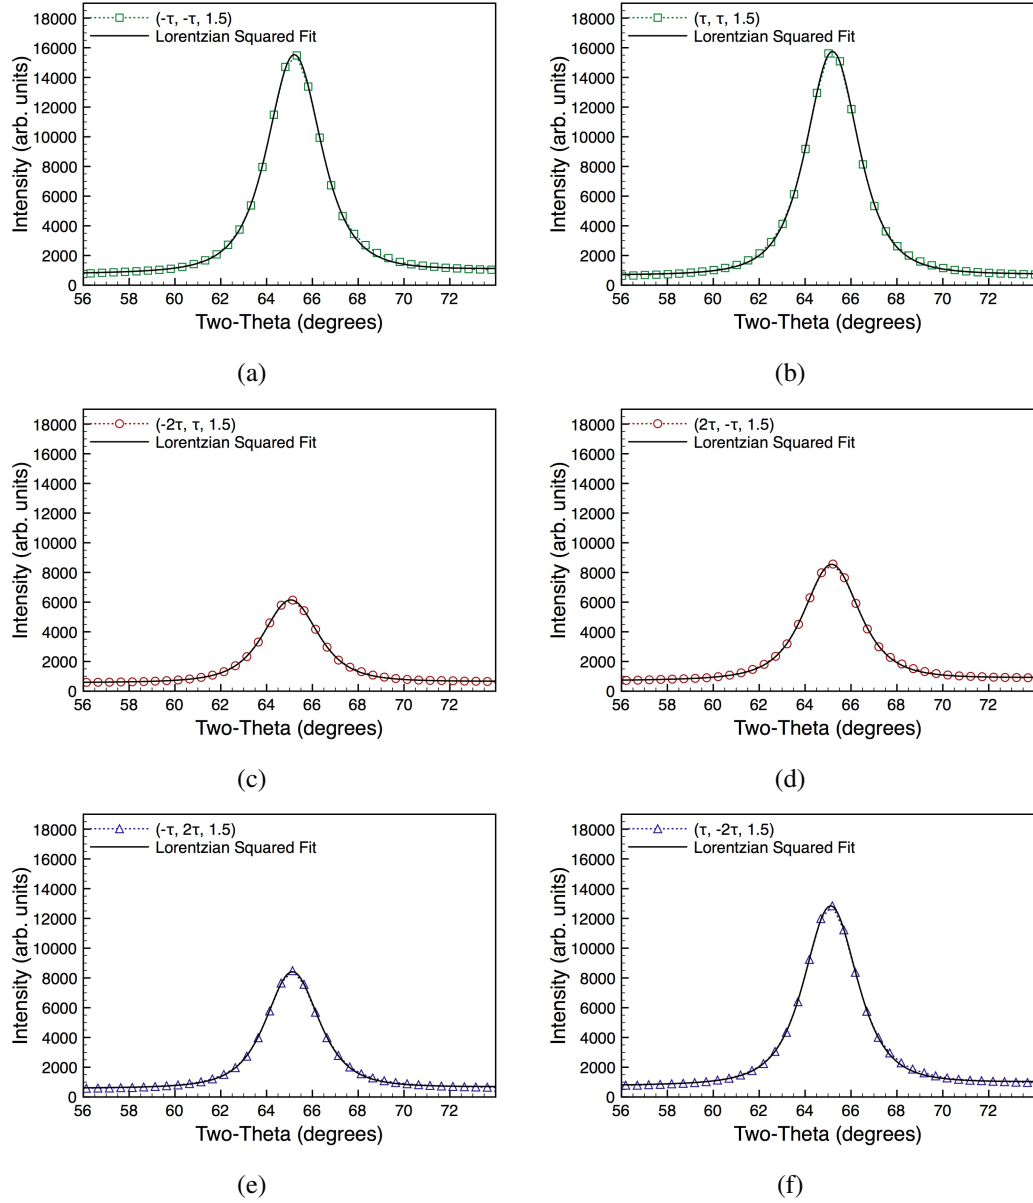 (-τ, -τ, 1.5)
Lorentzian Squared Fit
18000
16000
14000
12000
10000
8000
6000
4000
2000
0
Intensity (arb. units)
56 58 60 62 64 66 68 70 72
Two-Theta (degrees)
(a)
(τ, τ, 1.5)
Lorentzian Squared Fit
18000
16000
14000
12000
10000
8000
6000
4000
2000
0
Intensity (arb. units)
56 58 60 62 64 66 68 70 72
Two-Theta (degrees)
(b)
(-2τ, τ, 1.5)
Lorentzian Squared Fit
18000
16000
14000
12000
10000
8000
6000
4000
2000
0
Intensity (arb. units)
56 58 60 62 64 66 68 70 72
Two-Theta (degrees)
(c)
(2τ, -τ, 1.5)
Lorentzian Squared Fit
18000
16000
14000
12000
10000
8000
6000
4000
2000
0
Intensity (arb. units)
56 58 60 62 64 66 68 70 72
Two-Theta (degrees)
(d)
(-τ, 2τ, 1.5)
Lorentzian Squared Fit
18000
16000
14000
12000
10000
8000
6000
4000
2000
0
Intensity (arb. units)
56 58 60 62 64 66 68 70 72
Two-Theta (degrees)
(e)
(τ, -2τ, 1.5)
Lorentzian Squared Fit
18000
16000
14000
12000
10000
8000
6000
4000
2000
0
Intensity (arb. units)
56 58 60 62 64 66 68 70 72
Two-Theta (degrees)
(f)